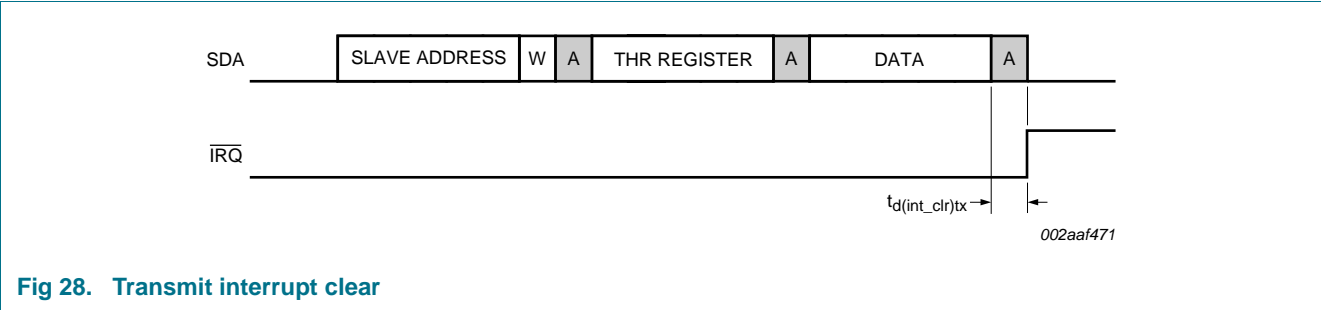 SDA SLAVE ADDRESS W A THR REGISTER A DATA A
IRQ
td(int_clr)tx
002aaf471
Fig 28. Transmit interrupt clear